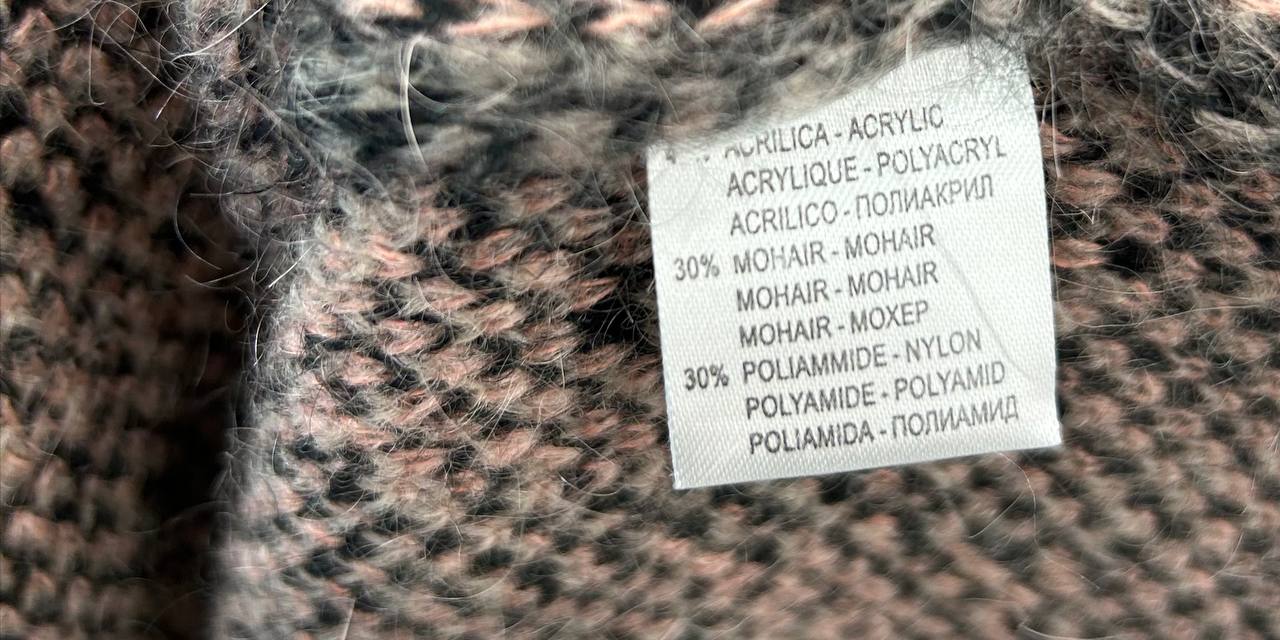 ACRILICA - ACRYLIC
ACRYLIQUE - POLYACRYL
ACRILICO - ПОЛИАКРИЛ
30% MOHAIR - MOHAIR
MOHAIR - MOHAIR
MOHAIR - МОХЕР
30% POLIAMMIDE - NYLON
POLYAMIDE - POLYAMID
POLIAMIDA - ПОЛИАМИД